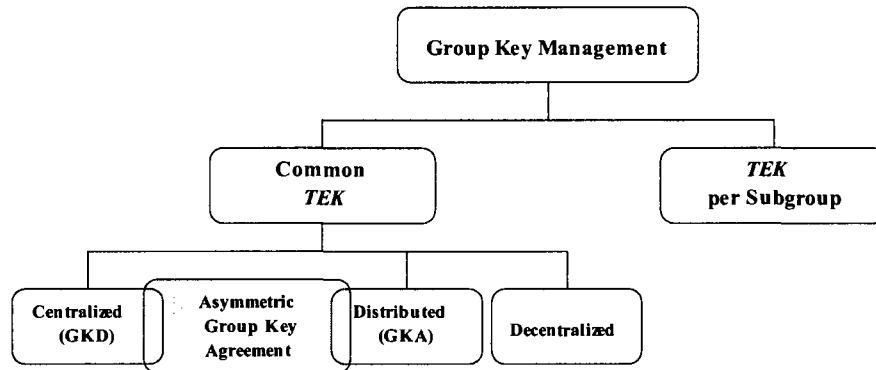 Group Key Management
Common
TEK
TEK
per Subgroup
Centralized
(GKD)
Asymmetric
Group Key
Agreement
Distributed
(GKA)
Decentralized